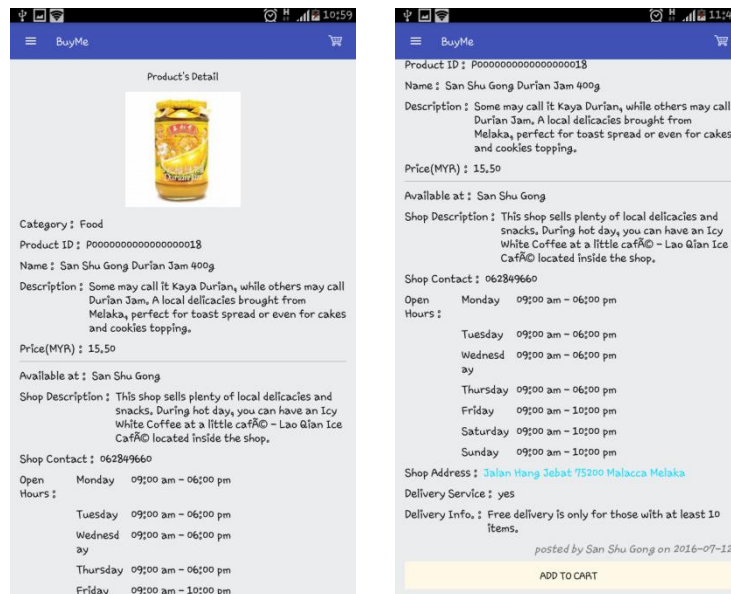 10:59
BuyMe
Product's Detail
Category : Food
Product ID : P0000000000000000018
Name : San Shu Gong Durian Jam 400g
Description : Some may call it Kaya Durian, while others may call
Durian Jam. A local delicacies brought from
Melaka, perfect for toast spread or even for cakes
and cookies topping.
Price(MYR) : 15.50
Available at : San Shu Gong
Shop Description : This shop sells plenty of local delicacies and
snacks. During hot day, you can have an Icy
White Coffee at a little cafÃ© - Lao Qian Ice
CafÃ© located inside the shop.
Shop Contact : 062849660
Open Monday 09:00 am - 06:00 pm
Hours :
Tuesday 09:00 am - 06:00 pm
Wednesd 09:00 am - 06:00 pm
ay
Thursday 09:00 am - 06:00 pm
Friday 09:00 am - 10:00 pm
11:4
BuyMe
Product ID : P0000000000000000018
Name : San Shu Gong Durian Jam 400g
Description : Some may call it Kaya Durian, while others may call
Durian Jam. A local delicacies brought from
Melaka, perfect for toast spread or even for cakes
and cookies topping.
Price(MYR) : 15.50
Available at : San Shu Gong
Shop Description : This shop sells plenty of local delicacies and
snacks. During hot day, you can have an Icy
White Coffee at a little cafÃ© - Lao Qian Ice
CafÃ© located inside the shop.
Shop Contact : 062849660
Open Monday 09:00 am - 06:00 pm
Hours :
Tuesday 09:00 am - 06:00 pm
Wednesd 09:00 am - 06:00 pm
ay
Thursday 09:00 am - 06:00 pm
Friday 09:00 am - 10:00 pm
Saturday 09:00 am - 10:00 pm
Sunday 09:00 am - 10:00 pm
Shop Address : Jalan Hang Jebat 75200 Malacca Melaka
Delivery Service : yes
Delivery Info. : Free delivery is only for those with at least 10
items.
posted by San Shu Gong on 2016-07-12
ADD TO CART